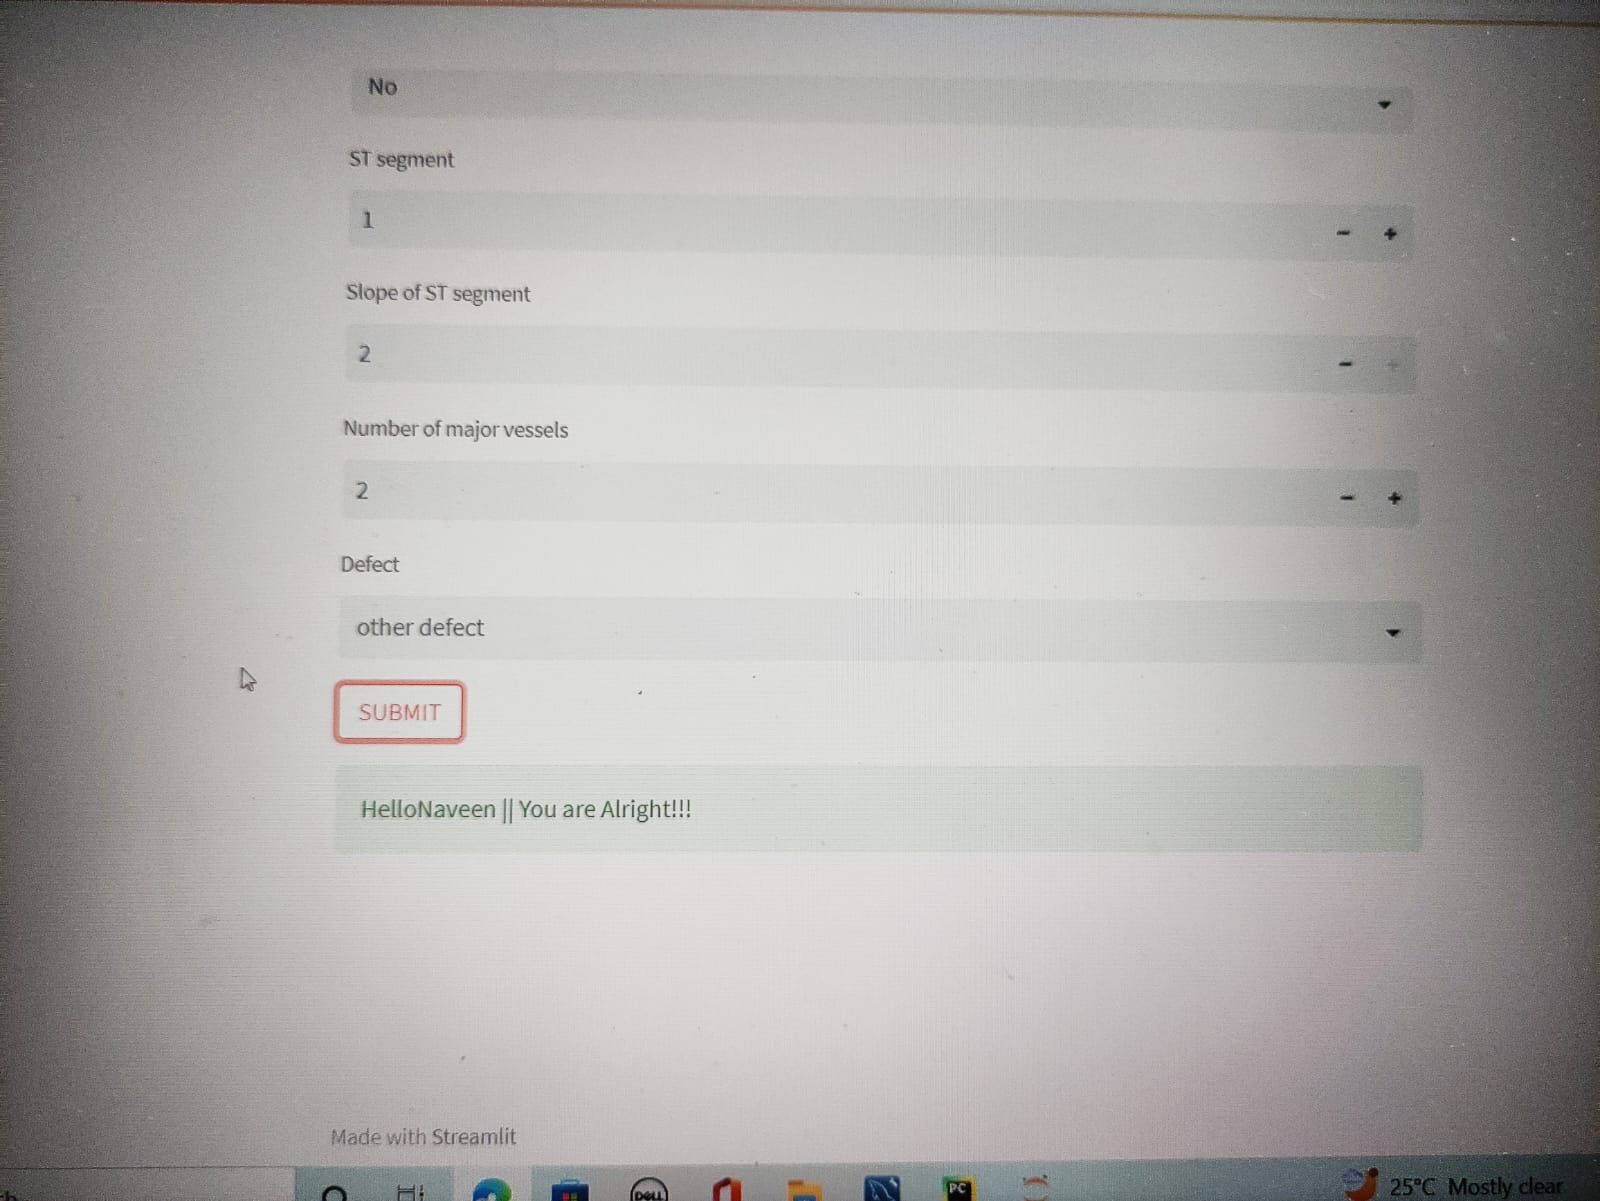 No
ST segment
1
Slope of ST segment
2
Number of major vessels
2
Defect
other defect
SUBMIT
HelloNaveen || You are Alright!!!
Made with Streamlit
DELL
PC
25°C Mostly clear